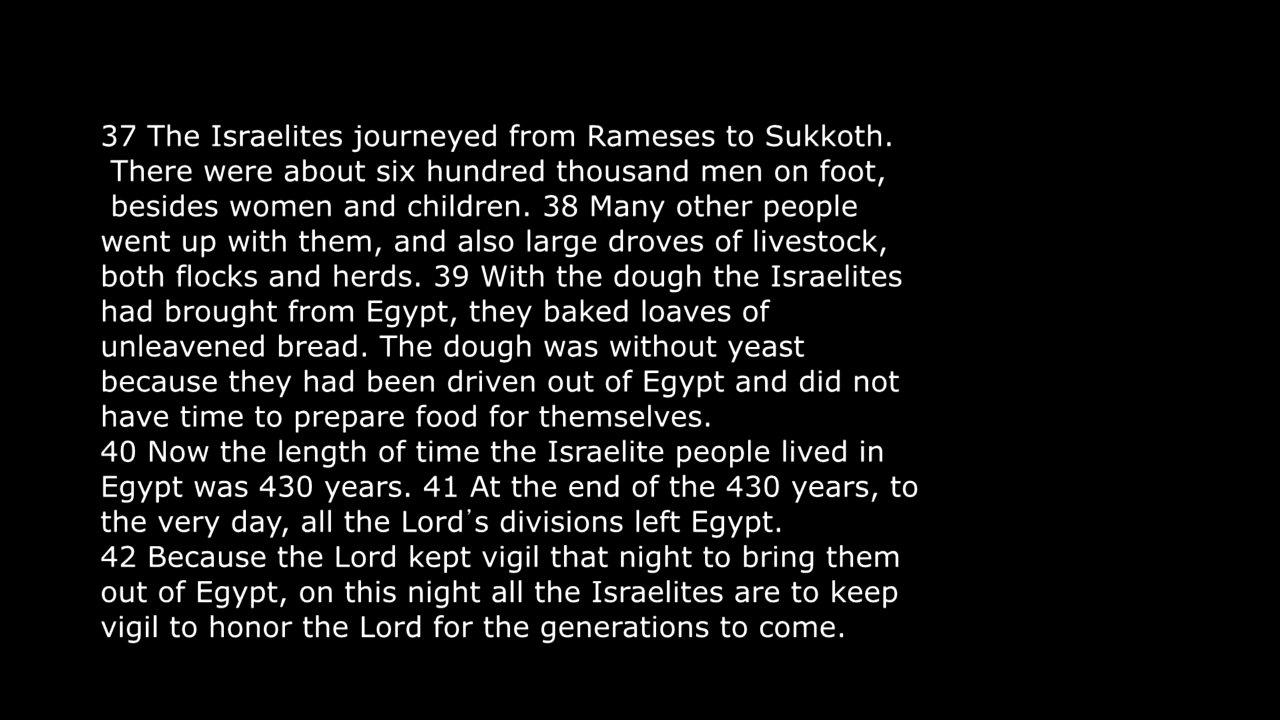 37 The Israelites journeyed from Rameses to Sukkoth.
There were about six hundred thousand men on foot,
besides women and children. 38 Many other people
went up with them, and also large droves of livestock,
both flocks and herds. 39 With the dough the Israelites
had brought from Egypt, they baked loaves of
unleavened bread. The dough was without yeast
because they had been driven out of Egypt and did not
have time to prepare food for themselves.
40 Now the length of time the Israelite people lived in
Egypt was 430 years. 41 At the end of the 430 years, to
the very day, all the Lord’s divisions left Egypt.
42 Because the Lord kept vigil that night to bring them
out of Egypt, on this night all the Israelites are to keep
vigil to honor the Lord for the generations to come.